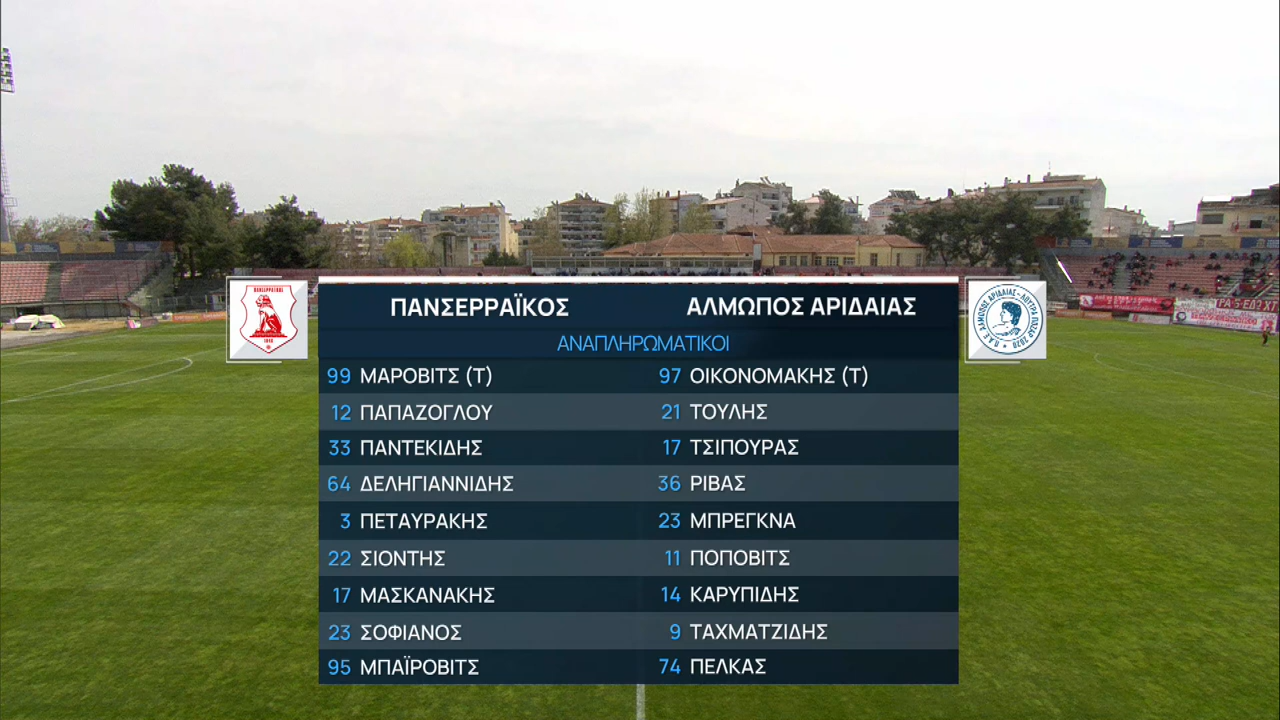 ΠΑΝΣΕΡΡΑΪΚΟΣ ΑΛΜΩΠΟΣ ΑΡΙΔΑΙΑΣ
ΑΝΑΠΛΗΡΩΜΑΤΙΚΟΙ
99 ΜΑΡΟΒΙΤΣ (Τ) 97 ΟΙΚΟΝΟΜΑΚΗΣ (Τ)
12 ΠΑΠΑΖΟΓΛΟΥ 21 ΤΟΥΛΗΣ
33 ΠΑΝΤΕΚΙΔΗΣ 17 ΤΣΙΠΟΥΡΑΣ
64 ΔΕΛΗΓΙΑΝΝΙΔΗΣ 36 ΡΙΒΑΣ
3 ΠΕΤΑΥΡΑΚΗΣ 23 ΜΠΡΕΓΚΝΑ
22 ΣΙΟΝΤΗΣ 11 ΠΟΠΟΒΙΤΣ
17 ΜΑΣΚΑΝΑΚΗΣ 14 ΚΑΡΥΠΙΔΗΣ
23 ΣΟΦΙΑΝΟΣ 9 ΤΑΧΜΑΤΖΙΔΗΣ
95 ΜΠΑΪΡΟΒΙΤΣ 74 ΠΕΛΚΑΣ